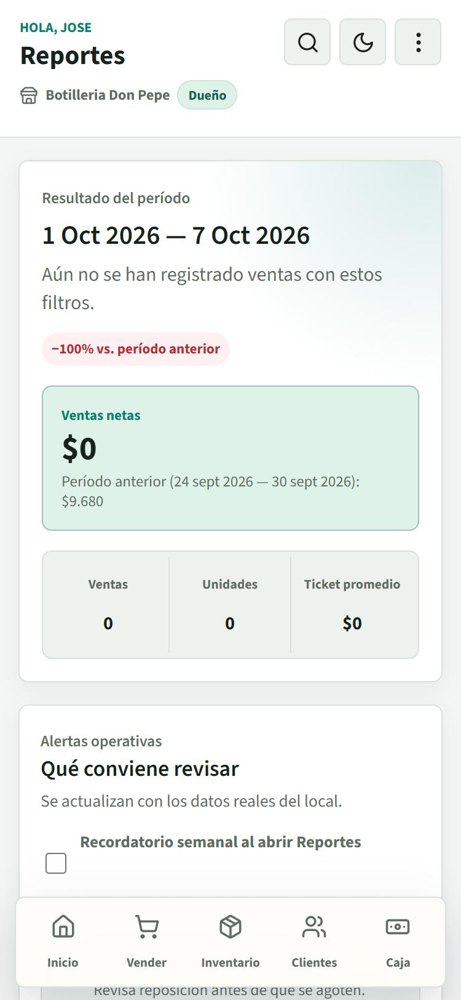 HOLA, JOSE
Reportes
Botilleria Don Pepe
Dueño
Resultado del período
1 Oct 2026 — 7 Oct 2026
Aún no se han registrado ventas con estos
filtros.
−100% vs. período anterior
Ventas netas
$0
Período anterior (24 sept 2026 — 30 sept 2026):
$9.680
Ventas
Unidades
Ticket promedio
0
0
$0
Alertas operativas
Qué conviene revisar
Se actualizan con los datos reales del local.
Recordatorio semanal al abrir Reportes
Inicio
Vender
Inventario
Clientes
Caja
Revisa reposición antes de que se agoten.